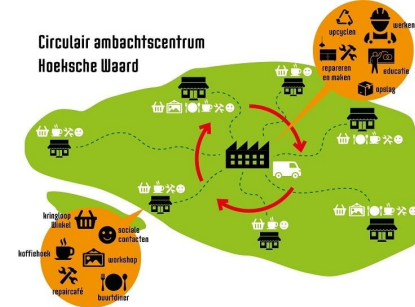 Circulair ambachtscentrum
Hoeksche Waard
upcyclen
werken
repareren
en maken
educatie
opslag
kringloop
winkel
sociale
contacten
koffiehoek
workshop
repaircafé
buurtdiner